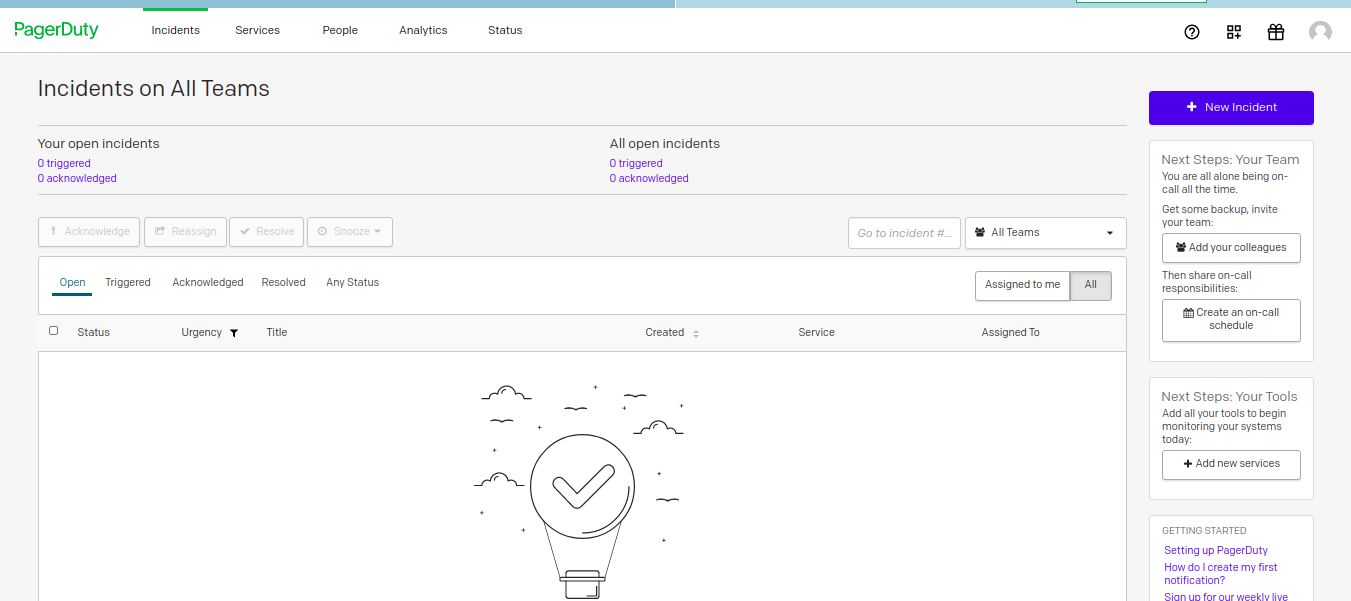 PagerDuty
Incidents Services People Analytics Status
Incidents on All Teams
Your open incidents
0 triggered
0 acknowledged
All open incidents
0 triggered
0 acknowledged
Acknowledge Reassign Resolve Snooze
Go to incident #...
All Teams
Open Triggered Acknowledged Resolved Any Status
Assigned to me All
Status Urgency Title Created Service Assigned To
New Incident
Next Steps: Your Team
You are all alone being on-
call all the time.
Get some backup, invite
your team:
Add your colleagues
Then share on-call
responsibilities:
Create an on-call
schedule
Next Steps: Your Tools
Add all your tools to begin
monitoring your systems
today:
Add new services
GETTING STARTED
Setting up PagerDuty
How do I create my first
notification?
Sign up for our weekly live